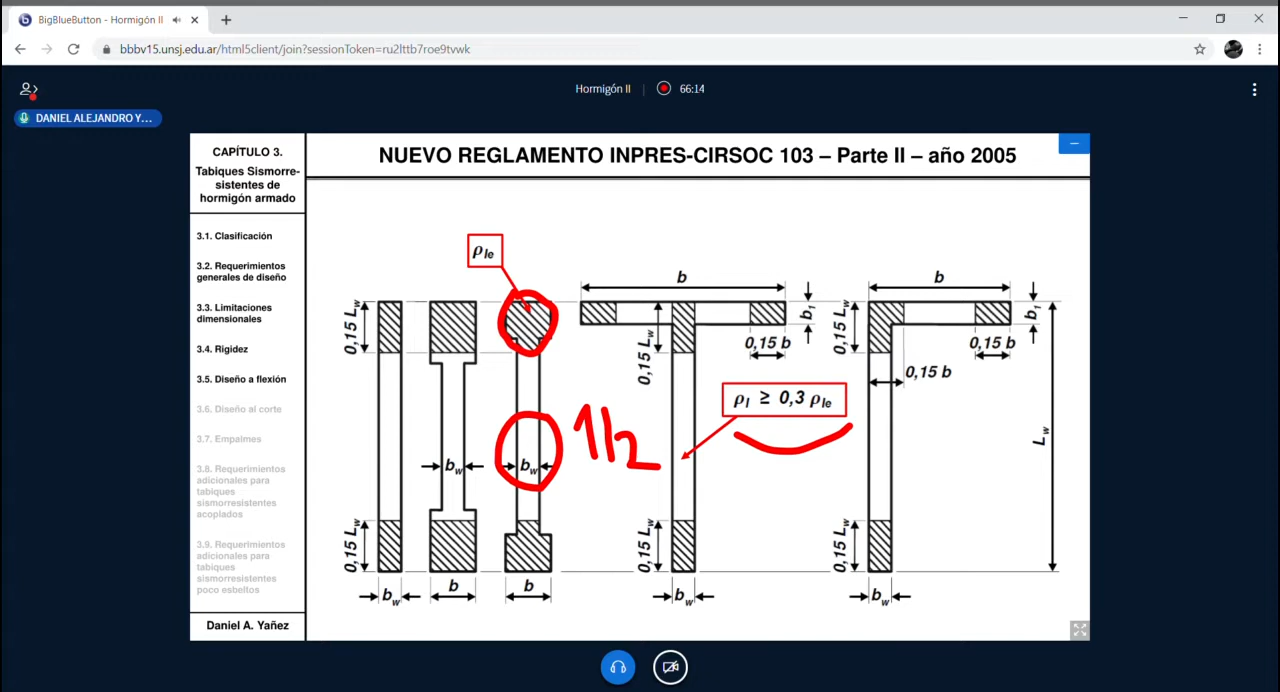 BigBlueButton - Hormigón II
bbbv15.unsj.edu.ar/html5client/join?sessionToken=ru2lttb7roe9tvwk
Hormigón II
66:14
DANIEL ALEJANDRO Y...
CAPÍTULO 3.
Tabiques Sismorre-
sistentes de
hormigón armado
NUEVO REGLAMENTO INPRES-CIRSOC 103 – Parte II – año 2005
3.1. Clasificación
3.2. Requerimientos
generales de diseño
3.3. Limitaciones
dimensionales
3.4. Rigidez
3.5. Diseño a flexión
3.6. Diseño al corte
3.7. Empalmes
3.8. Requerimientos
adicionales para
tabiques
sismorresistentes
acoplados
3.9. Requerimientos
adicionales para
tabiques
sismorresistentes
poco esbeltos
Daniel A. Yañez
ρle
b
b
0,15 Lw
0,15 Lw
b1
0,15 Lw
b1
0,15 b
0,15 b
0,15 b
ρl ≥ 0,3 ρle
1/2
Lw
bw
bw
0,15 Lw
0,15 Lw
0,15 Lw
bw
b
b
bw
bw